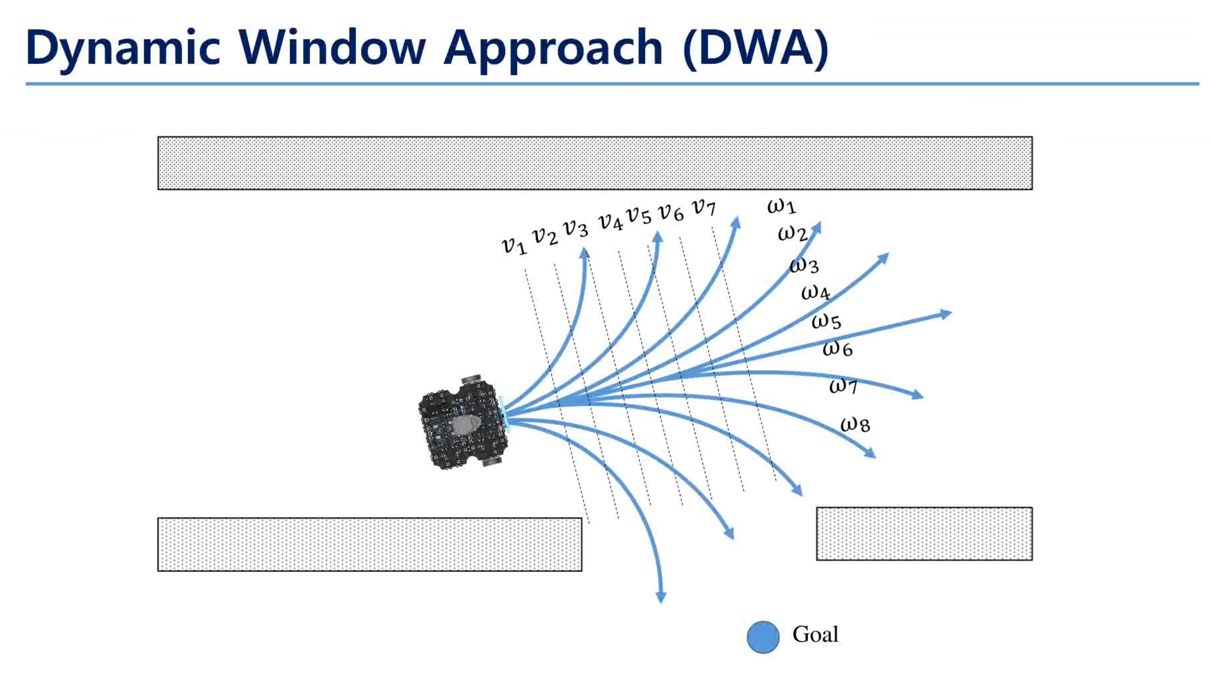 Dynamic Window Approach (DWA)
v₁ v₂ v₃ v₄ v₅ v₆ v₇
ω₁
ω₂
ω₃
ω₄
ω₅
ω₆
ω₇
ω₈
Goal